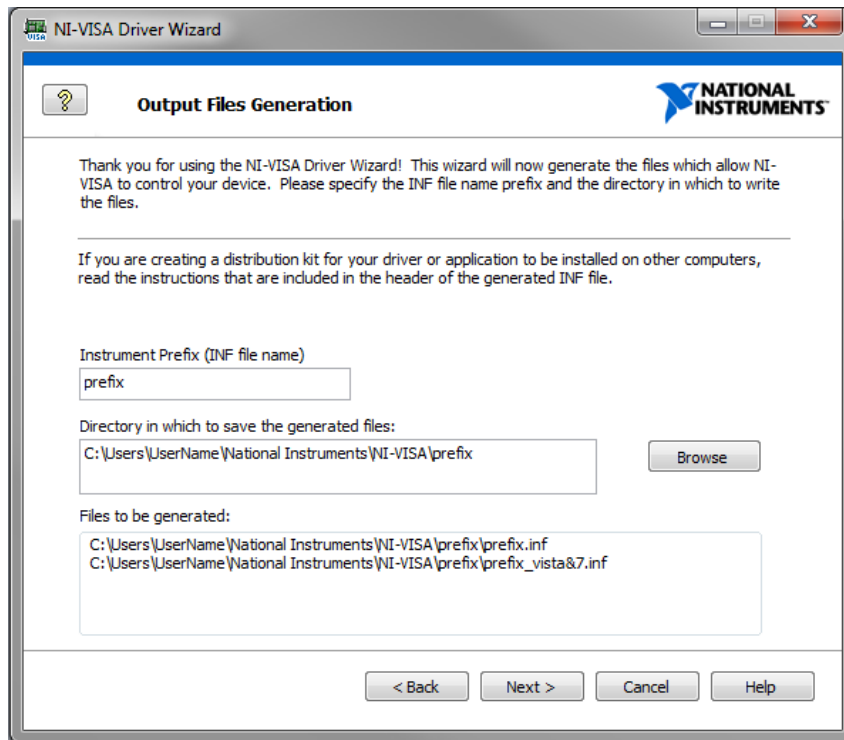 VISA
NI-VISA Driver Wizard
X
?
Output Files Generation
NATIONAL
INSTRUMENTS™
Thank you for using the NI-VISA Driver Wizard! This wizard will now generate the files which allow NI-
VISA to control your device. Please specify the INF file name prefix and the directory in which to write
the files.
If you are creating a distribution kit for your driver or application to be installed on other computers,
read the instructions that are included in the header of the generated INF file.
Instrument Prefix (INF file name)
prefix
Directory in which to save the generated files:
C:\Users\UserName\National Instruments\NI-VISA\prefix
Browse
Files to be generated:
C:\Users\UserName\National Instruments\NI-VISA\prefix\prefix.inf
C:\Users\UserName\National Instruments\NI-VISA\prefix\prefix_vista&7.inf
< Back
Next >
Cancel
Help